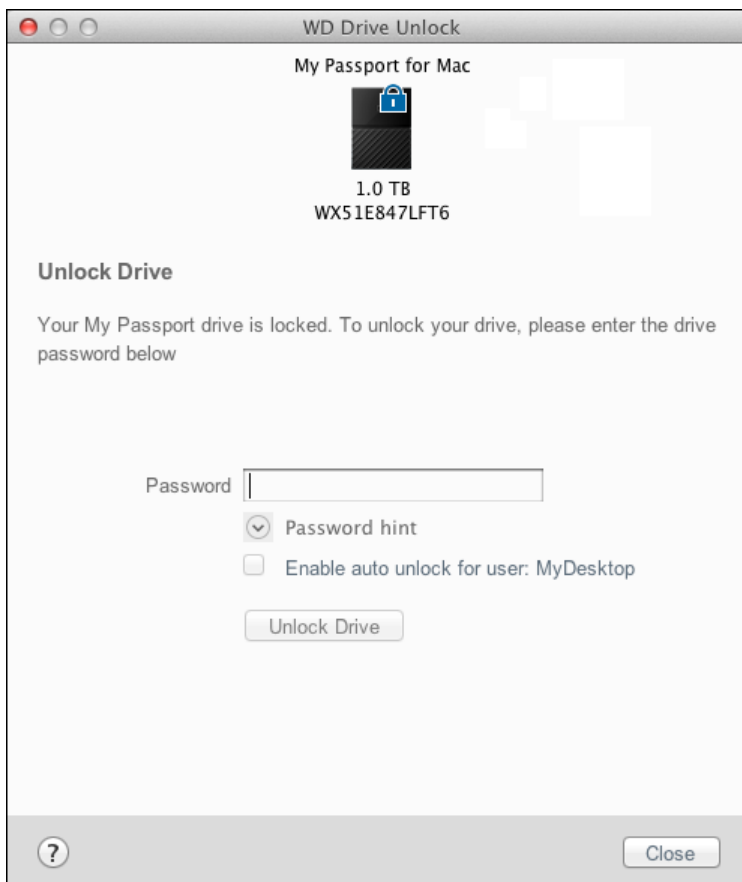 WD Drive Unlock
My Passport for Mac
1.0 TB
WX51E847LFT6
Unlock Drive
Your My Passport drive is locked. To unlock your drive, please enter the drive
password below
Password
Password hint
Enable auto unlock for user: MyDesktop
Unlock Drive
?
Close